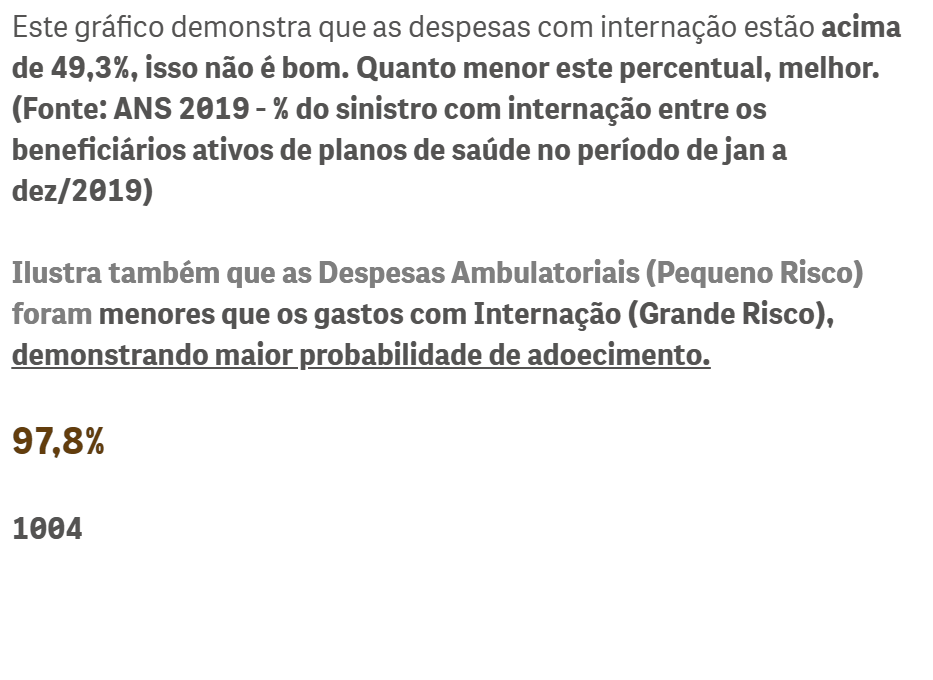 Este gráfico demonstra que as despesas com internação estão acima
de 49,3%, isso não é bom. Quanto menor este percentual, melhor.
(Fonte: ANS 2019 - % do sinistro com internação entre os
beneficiários ativos de planos de saúde no período de jan a
dez/2019)
Ilustra também que as Despesas Ambulatoriais (Pequeno Risco)
foram menores que os gastos com Internação (Grande Risco),
demonstrando maior probabilidade de adoecimento.
97,8%
1004